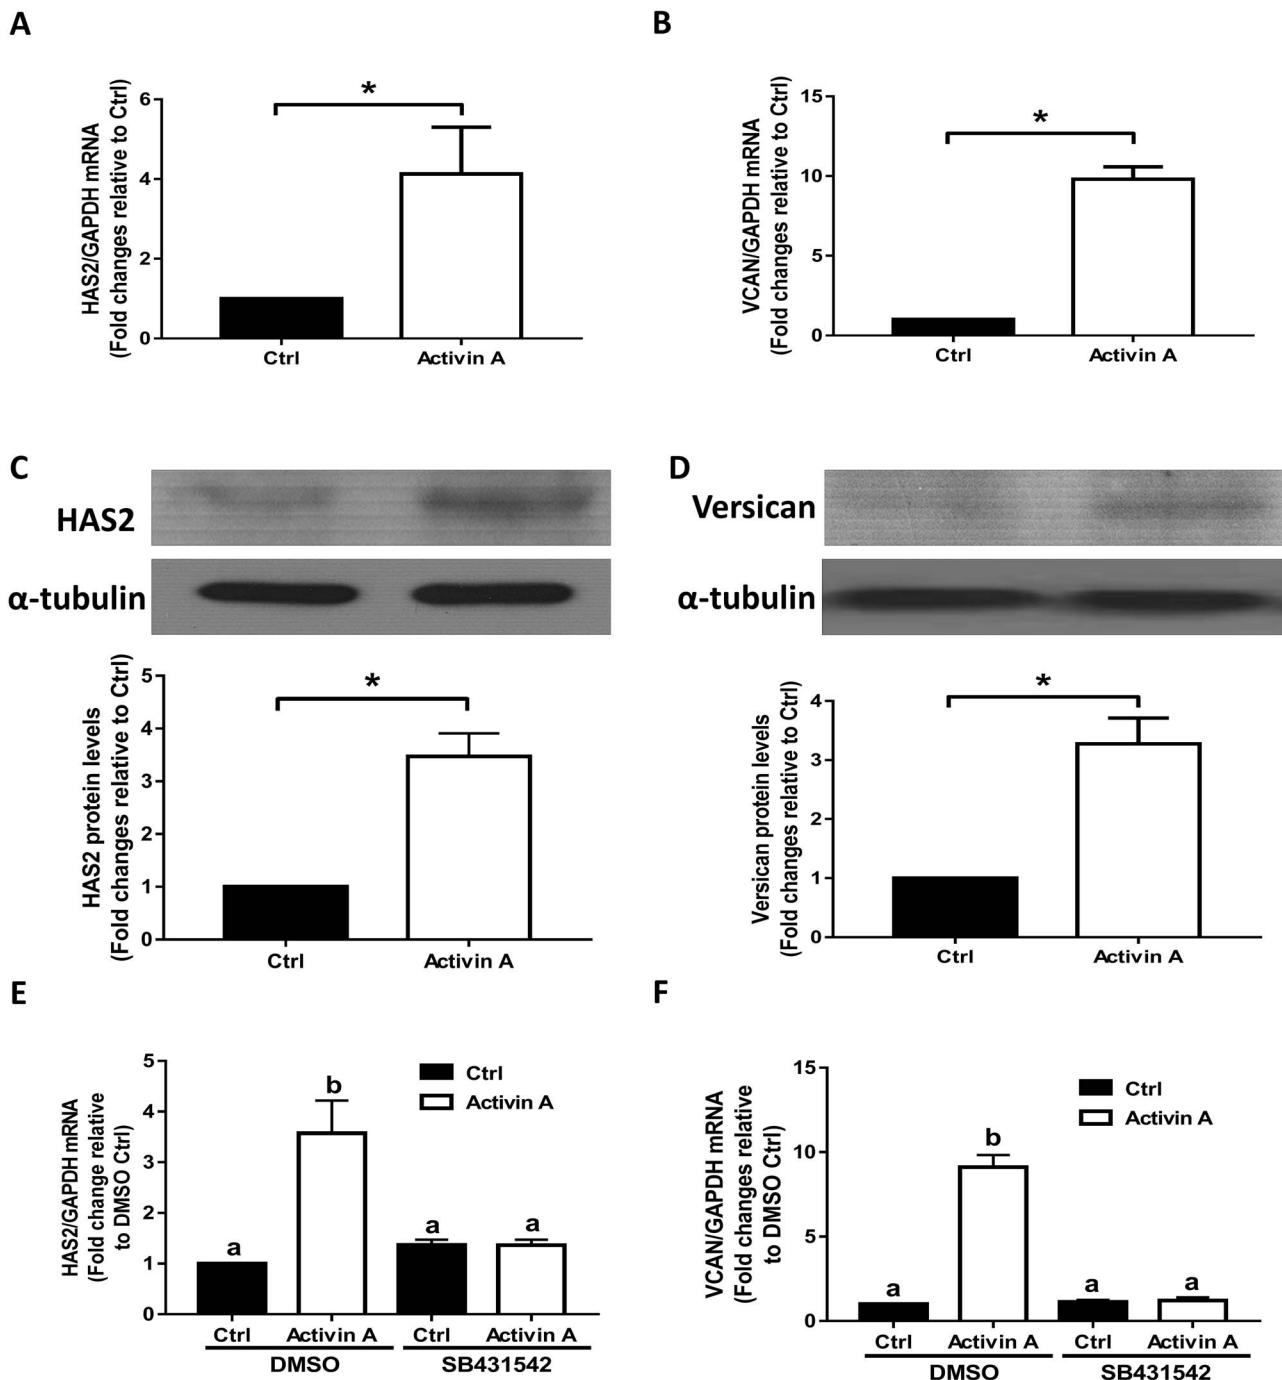 A
HAS2/GAPDH mRNA
(Fold changes relative to Ctrl)
6
4
2
0
*
Ctrl
Activin A
B
VCAN/GAPDH mRNA
(Fold changes relative to Ctrl)
15
10
5
0
*
Ctrl
Activin A
C
HAS2
α-tubulin
HAS2 protein levels
(Fold changes relative to Ctrl)
5
4
3
2
1
0
*
Ctrl
Activin A
D
Versican
α-tubulin
Versican protein levels
(Fold changes relative to Ctrl)
4
3
2
1
0
*
Ctrl
Activin A
E
HAS2/GAPDH mRNA
(Fold change relative
to DMSO Ctrl)
5
4
3
2
1
0
Ctrl
Activin A
a
b
a
a
Ctrl
Activin A
Ctrl
Activin A
DMSO
SB431542
F
VCAN/GAPDH mRNA
(Fold changes relative
to DMSO Ctrl)
15
10
5
0
Ctrl
Activin A
a
b
a
a
Ctrl
Activin A
Ctrl
Activin A
DMSO
SB431542